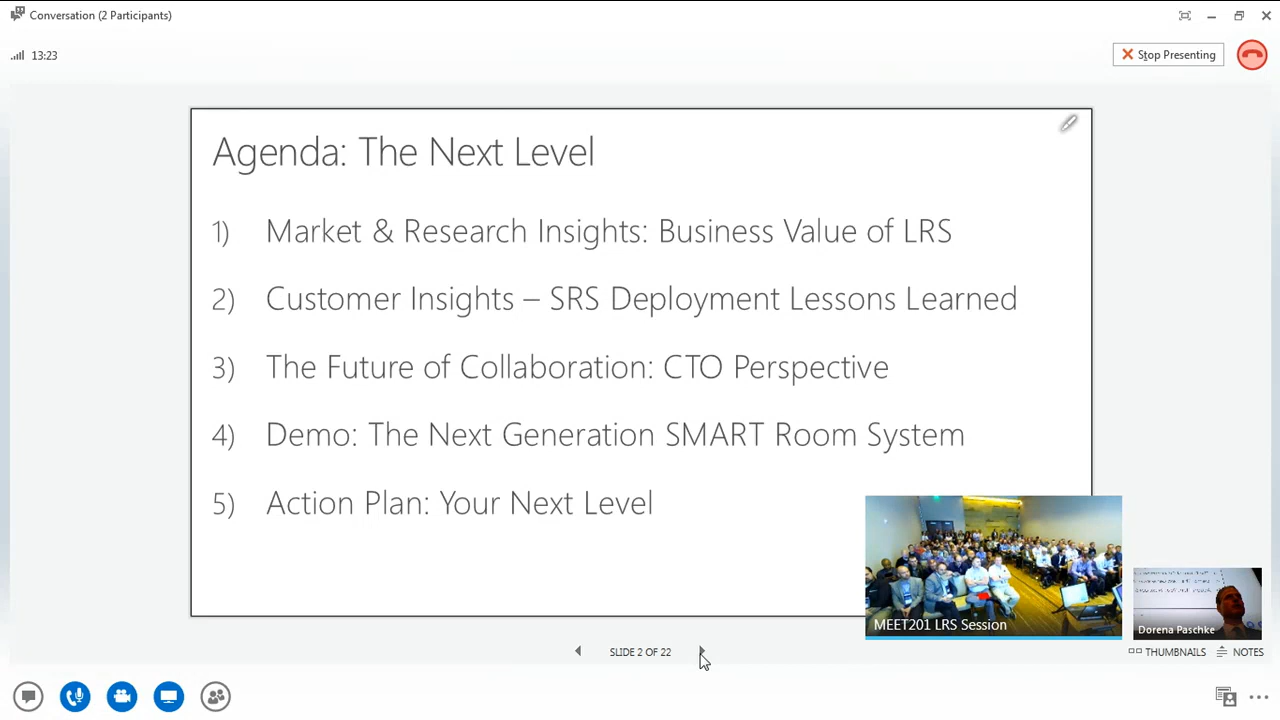 Conversation (2 Participants)
13:23
Stop Presenting
Agenda: The Next Level
1) Market & Research Insights: Business Value of LRS
2) Customer Insights – SRS Deployment Lessons Learned
3) The Future of Collaboration: CTO Perspective
4) Demo: The Next Generation SMART Room System
5) Action Plan: Your Next Level
MEET201 LRS Session
Dorena Paschke
SLIDE 2 OF 22
THUMBNAILS
NOTES